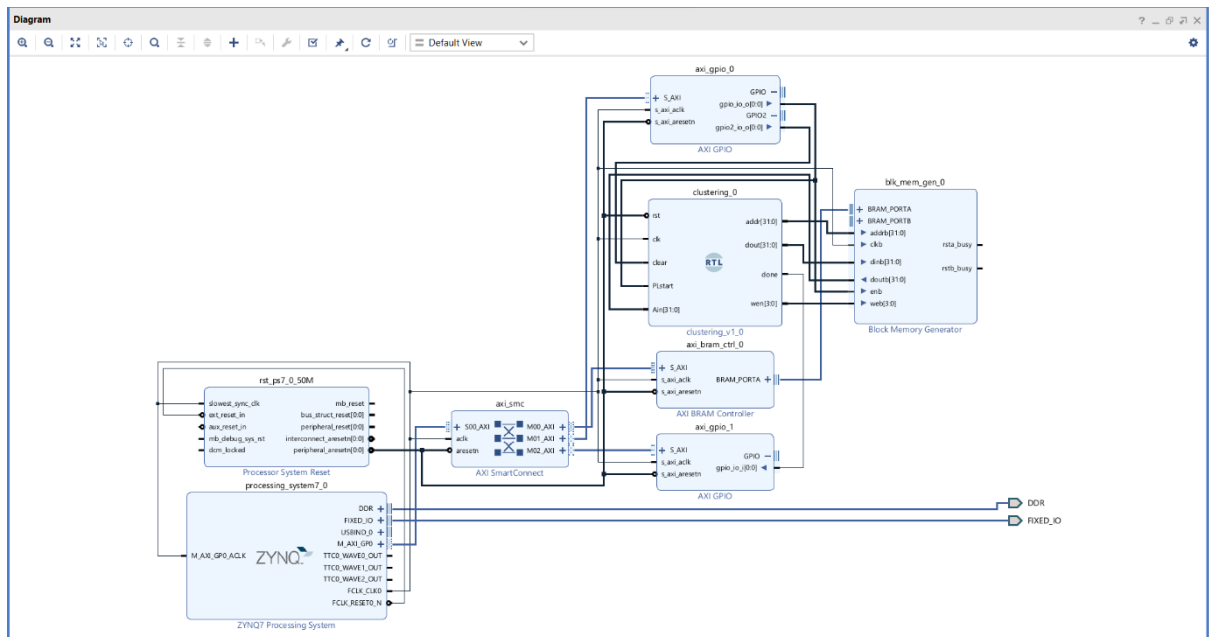 Diagram
Default View
axi_gpio_0
S_AXI
s_axi_aclk
s_axi_aresetn
GPIO
gpio_io_o[0:0]
GPIO2
gpio2_io_o[0:0]
AXI GPIO
clustering_0
rst
clk
clear
PLstart
Ain[31:0]
RTL
addr[31:0]
dout[31:0]
done
wen[3:0]
clustering_v1_0
blk_mem_gen_0
BRAM_PORTA
BRAM_PORTB
addrb[31:0]
clkb
dinb[31:0]
doutb[31:0]
enb
web[3:0]
rsta_busy
rstb_busy
Block Memory Generator
axi_bram_ctrl_0
S_AXI
s_axi_aclk
s_axi_aresetn
BRAM_PORTA
AXI BRAM Controller
rst_ps7_0_50M
slowest_sync_clk
ext_reset_in
aux_reset_in
mb_debug_sys_rst
dcm_locked
mb_reset
bus_struct_reset[0:0]
peripheral_reset[0:0]
interconnect_aresetn[0:0]
peripheral_aresetn[0:0]
Processor System Reset
axi_smc
S00_AXI
aclk
aresetn
M00_AXI
M01_AXI
M02_AXI
AXI SmartConnect
axi_gpio_1
S_AXI
s_axi_aclk
s_axi_aresetn
GPIO
gpio_io_i[0:0]
AXI GPIO
processing_system7_0
M_AXI_GP0_ACLK
ZYNQ
DDR
FIXED_IO
USBIND_0
M_AXI_GP0
TTC0_WAVE0_OUT
TTC0_WAVE1_OUT
TTC0_WAVE2_OUT
FCLK_CLK0
FCLK_RESET0_N
ZYNQ7 Processing System
DDR
FIXED_IO